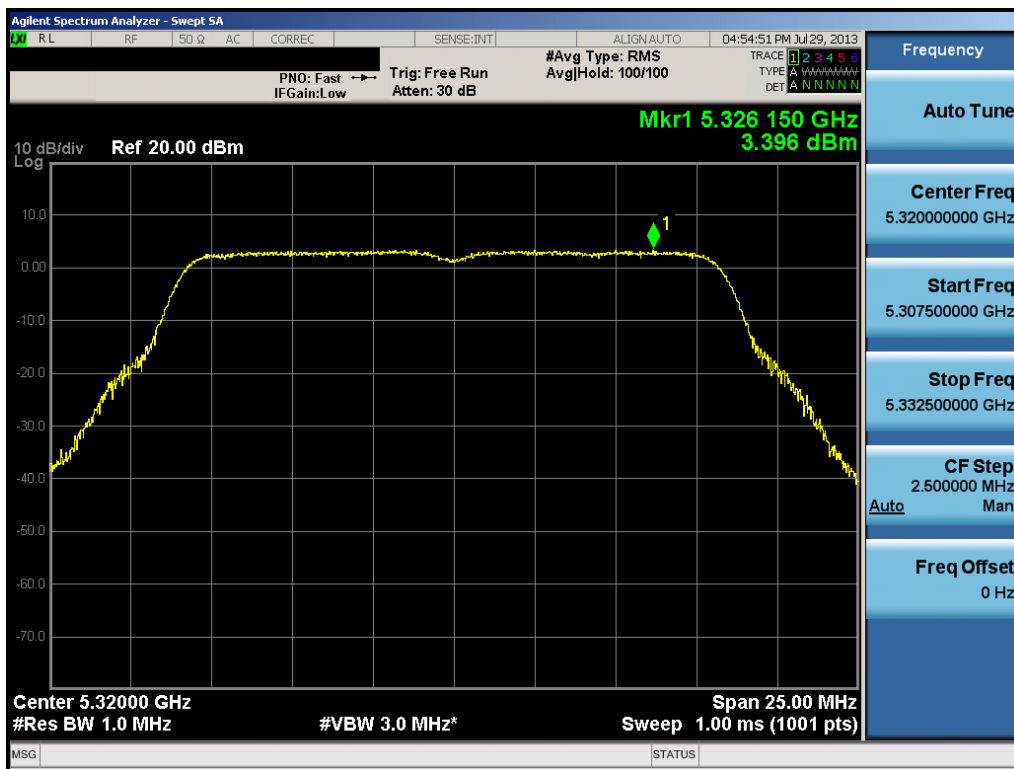 Agilent Spectrum Analyzer - Swept SA
LXI RL RF 50 Ω AC CORREC SENSE:INT ALIGN AUTO 04:54:51 PM Jul 29, 2013
Frequency
PNO: Fast
IFGain:Low
Trig: Free Run
Atten: 30 dB
#Avg Type: RMS
Avg|Hold: 100/100
TRACE 1 2 3 4 5 6
TYPE A WWWWW
DET A N N N N N
Auto Tune
Mkr1 5.326 150 GHz
3.396 dBm
10 dB/div Ref 20.00 dBm
Log
1
10.0
0.00
-10.0
-20.0
-30.0
-40.0
-50.0
-60.0
-70.0
Center Freq
5.320000000 GHz
Start Freq
5.307500000 GHz
Stop Freq
5.332500000 GHz
CF Step
2.500000 MHz
Auto Man
Freq Offset
0 Hz
Center 5.32000 GHz Span 25.00 MHz
#Res BW 1.0 MHz #VBW 3.0 MHz* Sweep 1.00 ms (1001 pts)
MSG STATUS